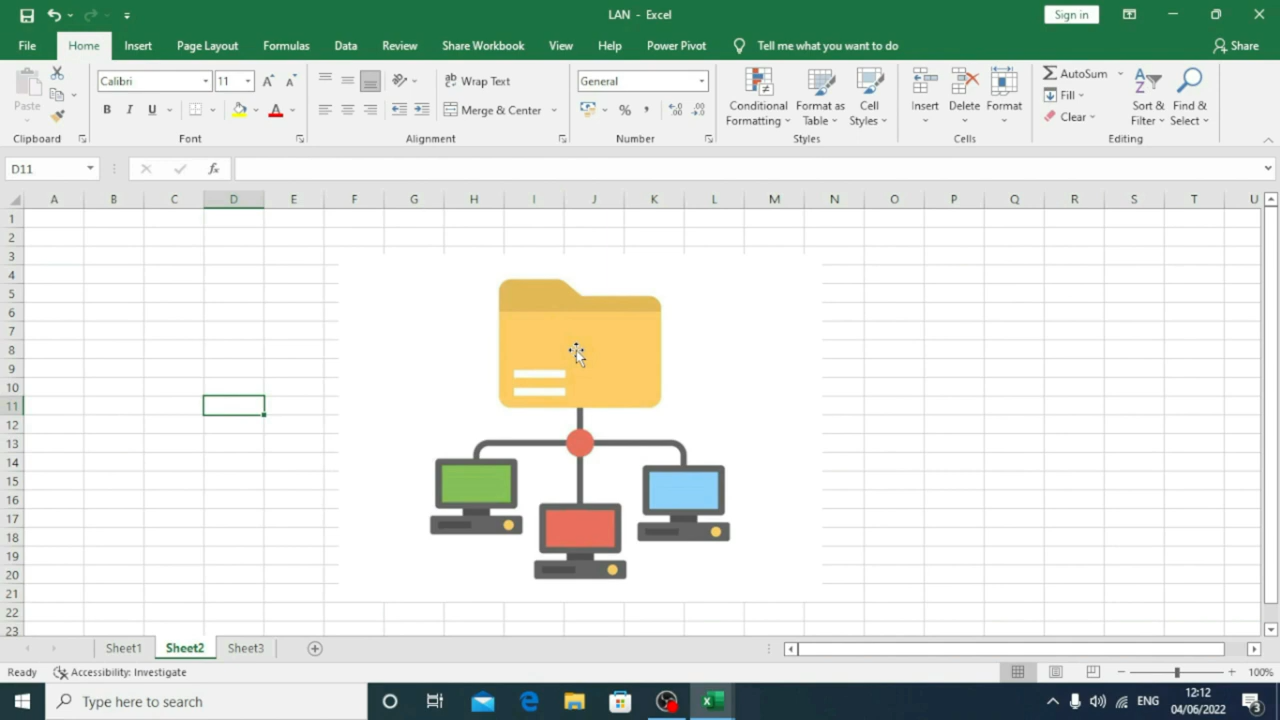 LAN - Excel
Sign in
File Home Insert Page Layout Formulas Data Review Share Workbook View Help Power Pivot Tell me what you want to do Share
Paste
Calibri 11
B I U A
Wrap Text
Merge & Center
General
%
Conditional Formatting
Format as Table
Cell Styles
Insert
Delete
Format
AutoSum
Fill
Clear
Sort & Filter
Find & Select
Clipboard Font Alignment Number Styles Cells Editing
D11 fx
A B C D E F G H I J K L M N O P Q R S T U
1
2
3
4
5
6
7
8
9
10
11
12
13
14
15
16
17
18
19
20
21
22
23
Sheet1 Sheet2 Sheet3
Ready Accessibility: Investigate 100%
Type here to search
ENG
12:12
04/06/2022
3